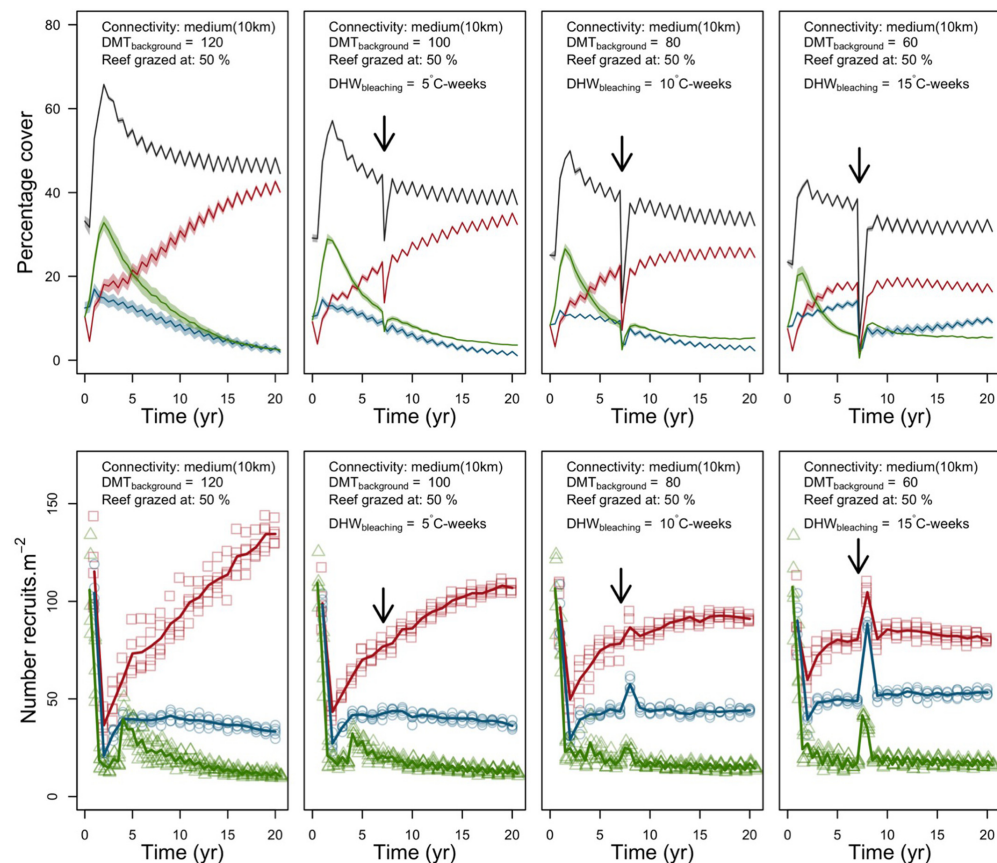 Connectivity: medium(10km)
DMTbackground = 120
Reef grazed at: 50 %
Connectivity: medium(10km)
DMTbackground = 100
Reef grazed at: 50 %
DHWbleaching = 5°C-weeks
Connectivity: medium(10km)
DMTbackground = 80
Reef grazed at: 50 %
DHWbleaching = 10°C-weeks
Connectivity: medium(10km)
DMTbackground = 60
Reef grazed at: 50 %
DHWbleaching = 15°C-weeks
Percentage cover
80
60
40
20
0
0 5 10 15 20
0 5 10 15 20
0 5 10 15 20
0 5 10 15 20
Time (yr)
Time (yr)
Time (yr)
Time (yr)
Connectivity: medium(10km)
DMTbackground = 120
Reef grazed at: 50 %
Connectivity: medium(10km)
DMTbackground = 100
Reef grazed at: 50 %
DHWbleaching = 5°C-weeks
Connectivity: medium(10km)
DMTbackground = 80
Reef grazed at: 50 %
DHWbleaching = 10°C-weeks
Connectivity: medium(10km)
DMTbackground = 60
Reef grazed at: 50 %
DHWbleaching = 15°C-weeks
Number recruits.m−2
150
100
50
0
0 5 10 15 20
0 5 10 15 20
0 5 10 15 20
0 5 10 15 20
Time (yr)
Time (yr)
Time (yr)
Time (yr)